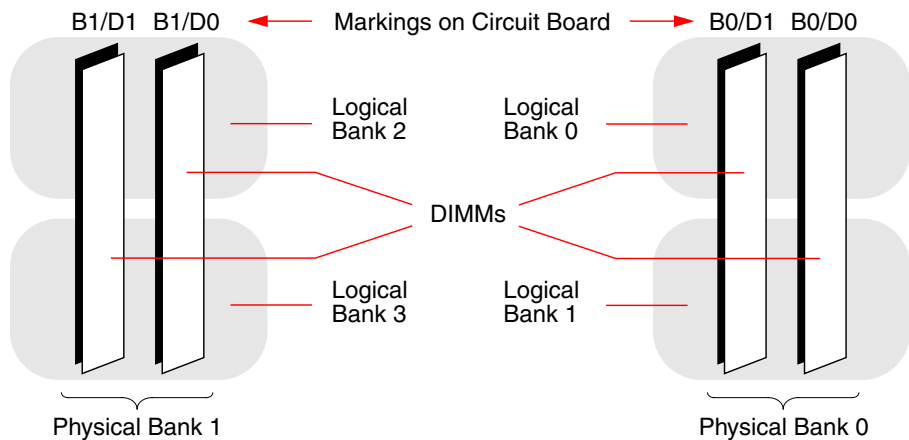 Markings on Circuit Board
B1/D1 B1/D0
B0/D1 B0/D0
Logical
Bank 2
Logical
Bank 0
DIMMs
Logical
Bank 3
Logical
Bank 1
Physical Bank 1
Physical Bank 0